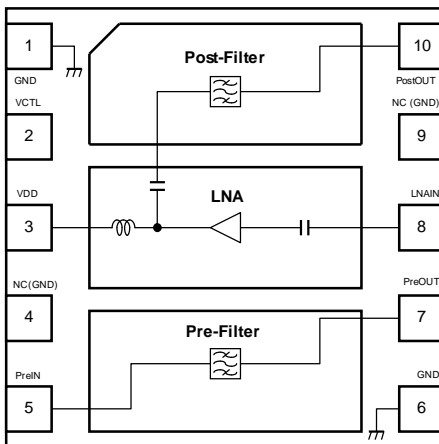 1
GND
VCTL
2
VDD
3
NC(GND)
4
PreIN
5
Post-Filter
LNA
Pre-Filter
10
PostOUT
NC (GND)
9
LNAIN
8
PreOUT
7
GND
6